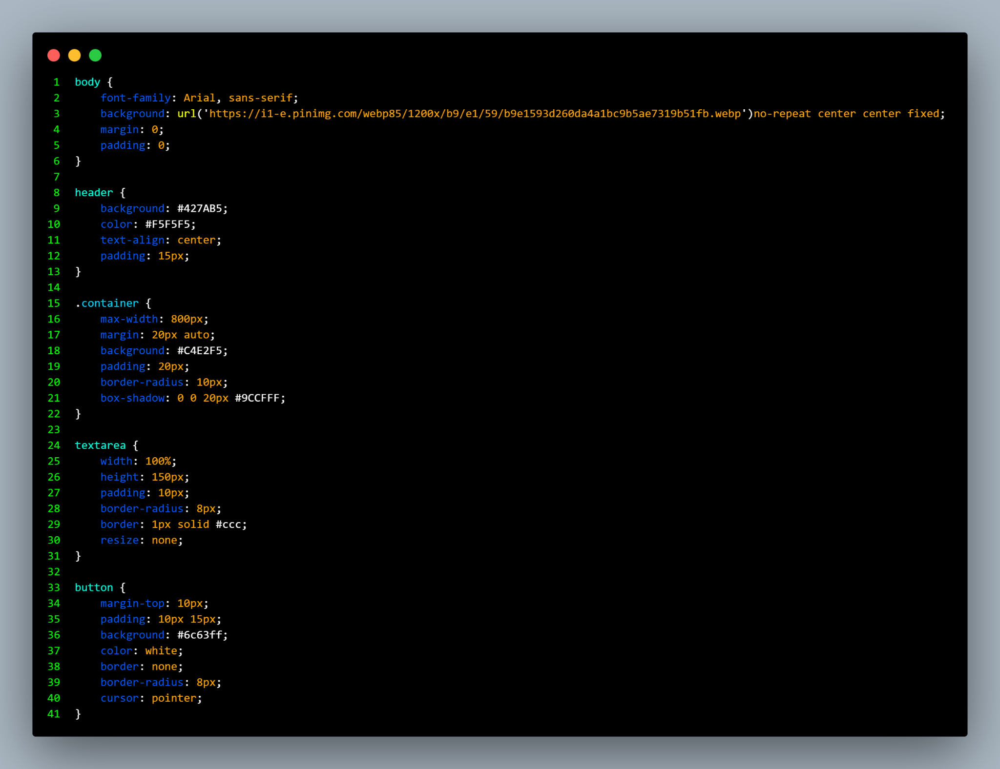 1 body {
2     font-family: Arial, sans-serif;
3     background: url('https://i1-e.pinimg.com/webp85/1200x/b9/e1/59/b9e1593d260da4a1bc9b5ae7319b51fb.webp')no-repeat center center fixed;
4     margin: 0;
5     padding: 0;
6 }
7
8 header {
9     background: #427AB5;
10     color: #F5F5F5;
11     text-align: center;
12     padding: 15px;
13 }
14
15 .container {
16     max-width: 800px;
17     margin: 20px auto;
18     background: #C4E2F5;
19     padding: 20px;
20     border-radius: 10px;
21     box-shadow: 0 0 20px #9CCFFF;
22 }
23
24 textarea {
25     width: 100%;
26     height: 150px;
27     padding: 10px;
28     border-radius: 8px;
29     border: 1px solid #ccc;
30     resize: none;
31 }
32
33 button {
34     margin-top: 10px;
35     padding: 10px 15px;
36     background: #6c63ff;
37     color: white;
38     border: none;
39     border-radius: 8px;
40     cursor: pointer;
41 }